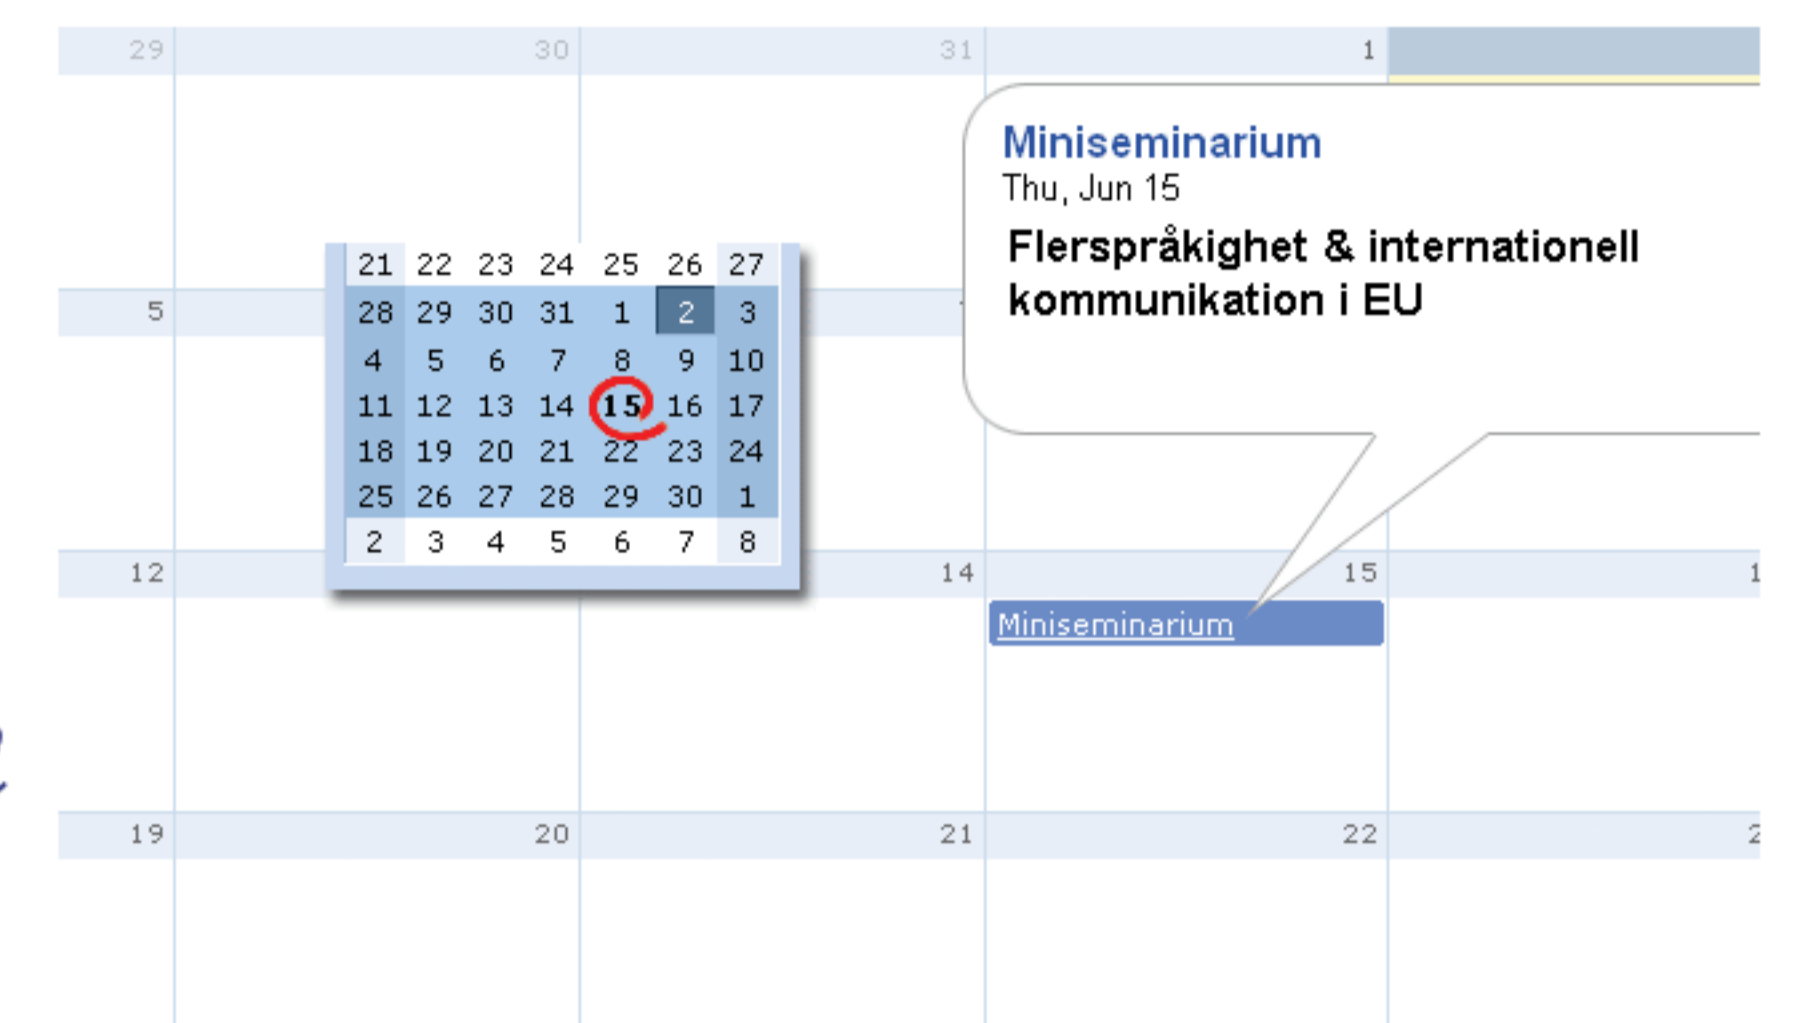 29 30 31 1
Miniseminarium
Thu, Jun 15
Flerspråkighet & internationell
kommunikation i EU
5
21 22 23 24 25 26 27
28 29 30 31 1 2 3
4 5 6 7 8 9 10
11 12 13 14 15 16 17
18 19 20 21 22 23 24
25 26 27 28 29 30 1
2 3 4 5 6 7 8
12 14 15
Miniseminarium
19 20 21 22